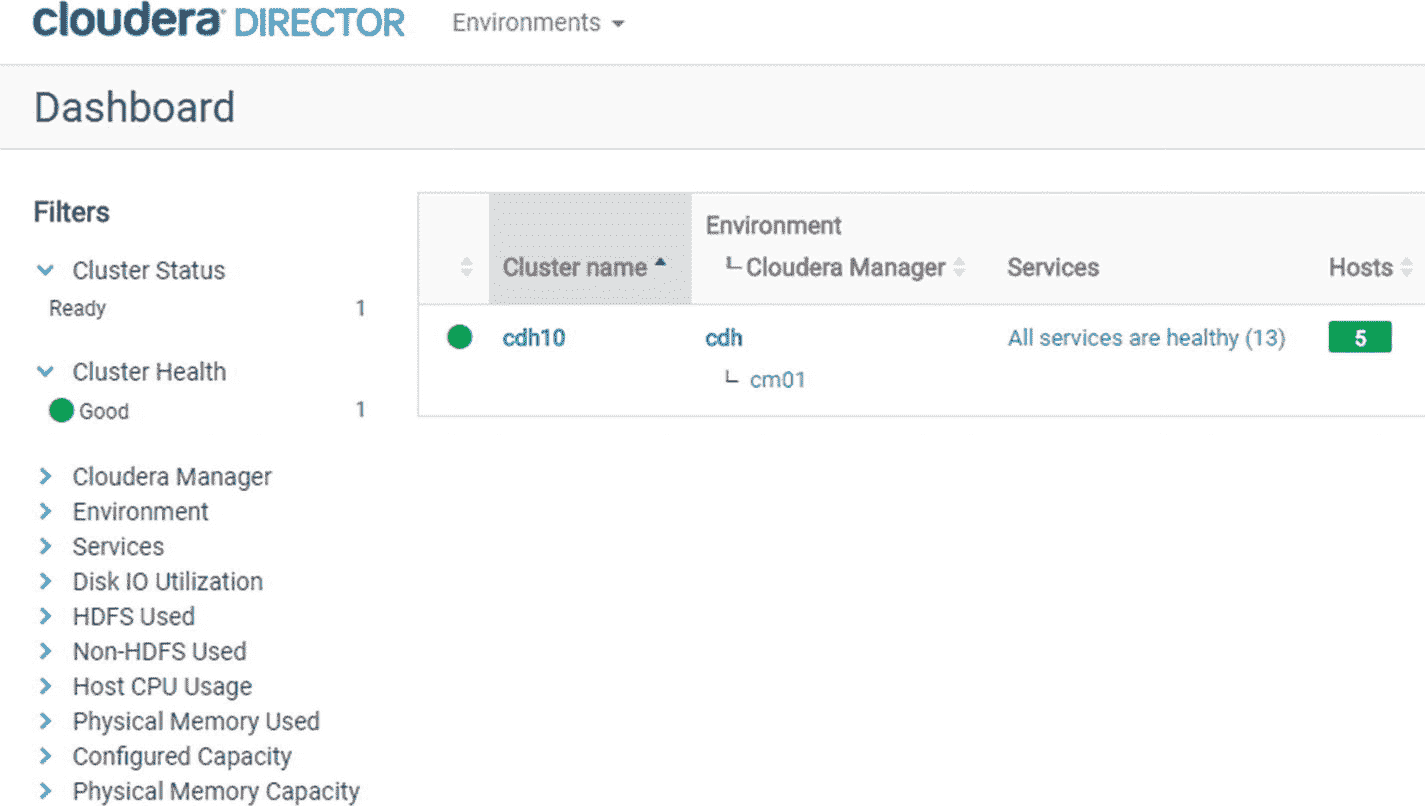 cloudera DIRECTOR Environments
Dashboard
Filters
Cluster Status
Ready 1
Cluster Health
Good 1
Cloudera Manager
Environment
Services
Disk IO Utilization
HDFS Used
Non-HDFS Used
Host CPU Usage
Physical Memory Used
Configured Capacity
Physical Memory Capacity
Environment
Cluster name Cloudera Manager Services Hosts
cdh10 cdh All services are healthy (13) 5
cm01